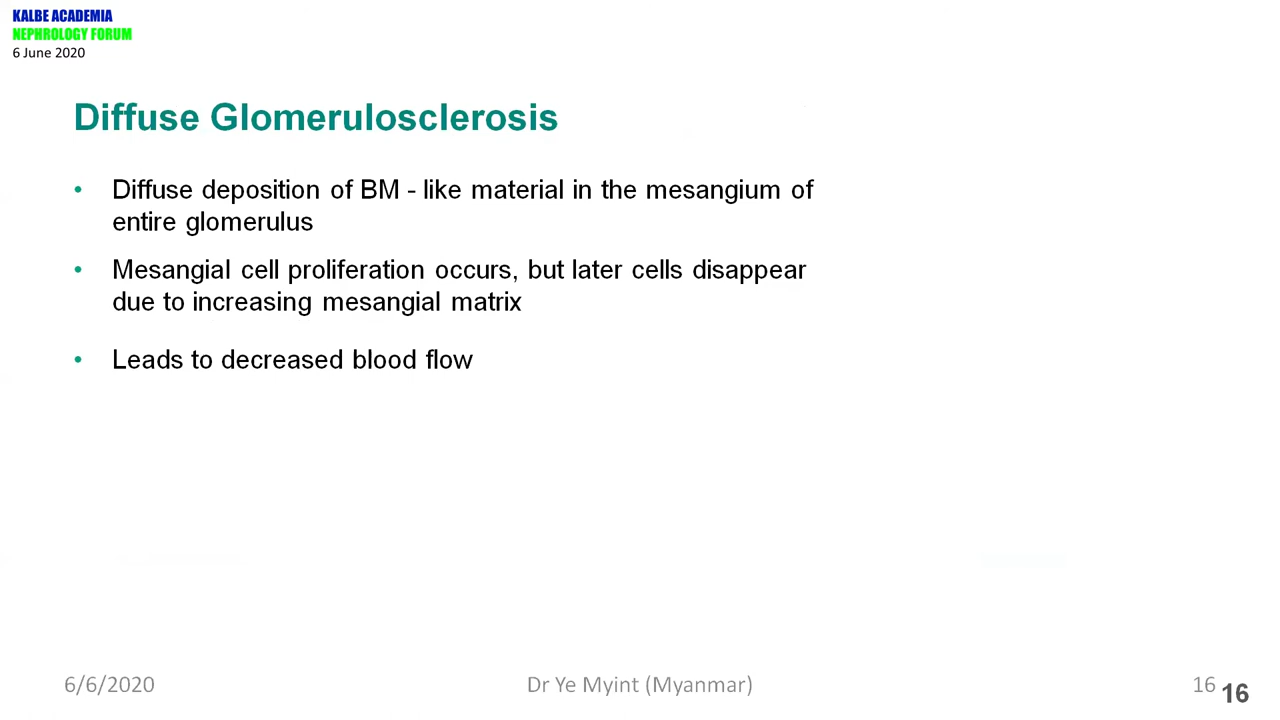 KALBE ACADEMIA
NEPHROLOGY FORUM
6 June 2020
Diffuse Glomerulosclerosis
• Diffuse deposition of BM - like material in the mesangium of
entire glomerulus
• Mesangial cell proliferation occurs, but later cells disappear
due to increasing mesangial matrix
• Leads to decreased blood flow
6/6/2020
Dr Ye Myint (Myanmar)
16
16